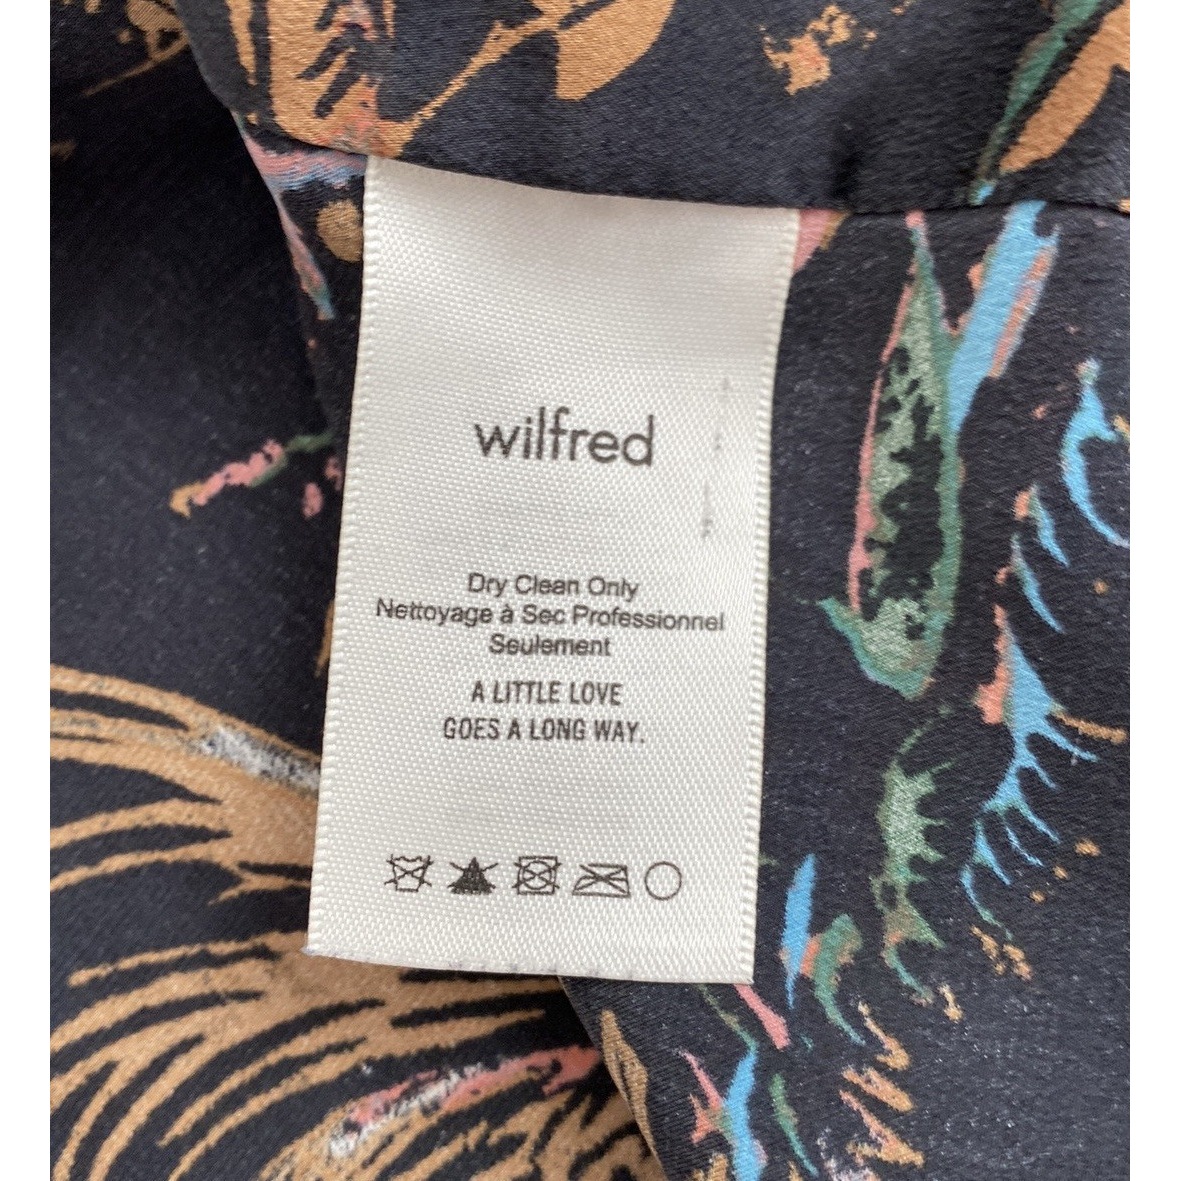 wilfred
Dry Clean Only
Nettoyage à Sec Professionnel
Seulement
A LITTLE LOVE
GOES A LONG WAY.